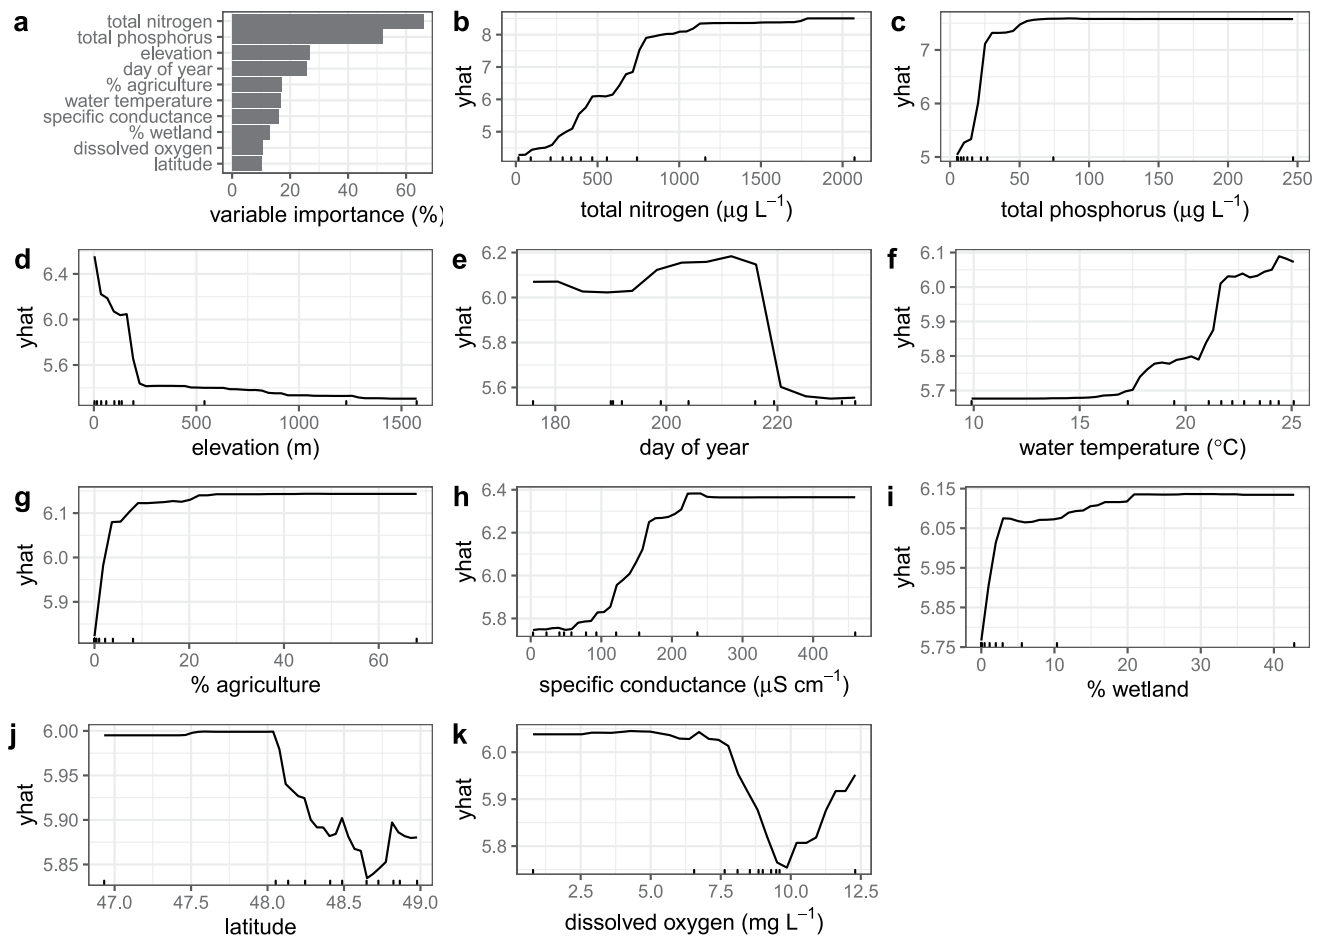 a
total nitrogen
total phosphorus
elevation
day of year
% agriculture
water temperature
specific conductance
% wetland
dissolved oxygen
latitude
0 20 40 60
variable importance (%)
b
yhat
8
7
6
5
0 500 1000 1500 2000
total nitrogen (μg L⁻¹)
c
yhat
7
6
5
0 50 100 150 200 250
total phosphorus (μg L⁻¹)
d
yhat
6.4
6.0
5.6
0 500 1000 1500
elevation (m)
e
yhat
6.2
6.0
5.8
5.6
180 200 220
day of year
f
yhat
6.1
6.0
5.9
5.8
5.7
10 15 20 25
water temperature (°C)
g
yhat
6.1
6.0
5.9
0 20 40 60
% agriculture
h
yhat
6.4
6.2
6.0
5.8
0 100 200 300 400
specific conductance (μS cm⁻¹)
i
yhat
6.15
6.05
5.95
5.85
5.75
0 10 20 30 40
% wetland
j
yhat
6.00
5.95
5.90
5.85
47.0 47.5 48.0 48.5 49.0
latitude
k
yhat
6.0
5.9
5.8
2.5 5.0 7.5 10.0 12.5
dissolved oxygen (mg L⁻¹)